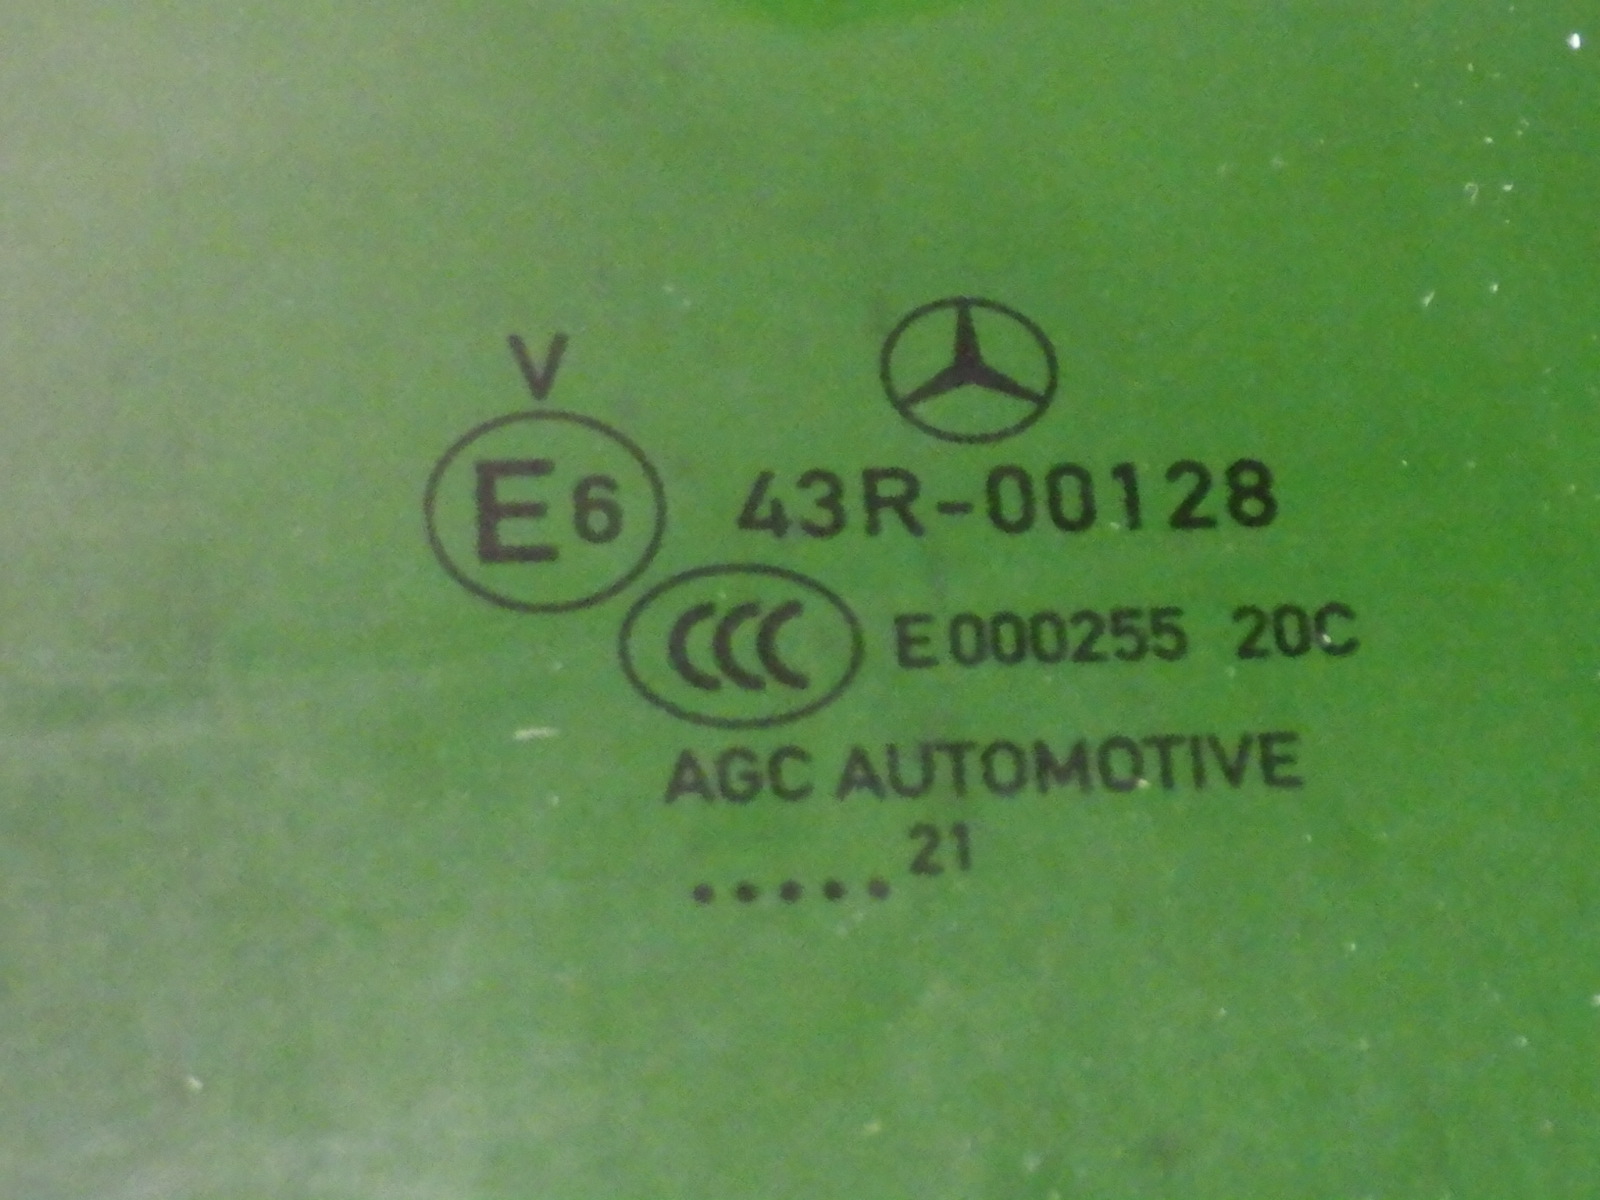 V
E6 43R-00128
CCC E000255 20C
AGC AUTOMOTIVE
.....21